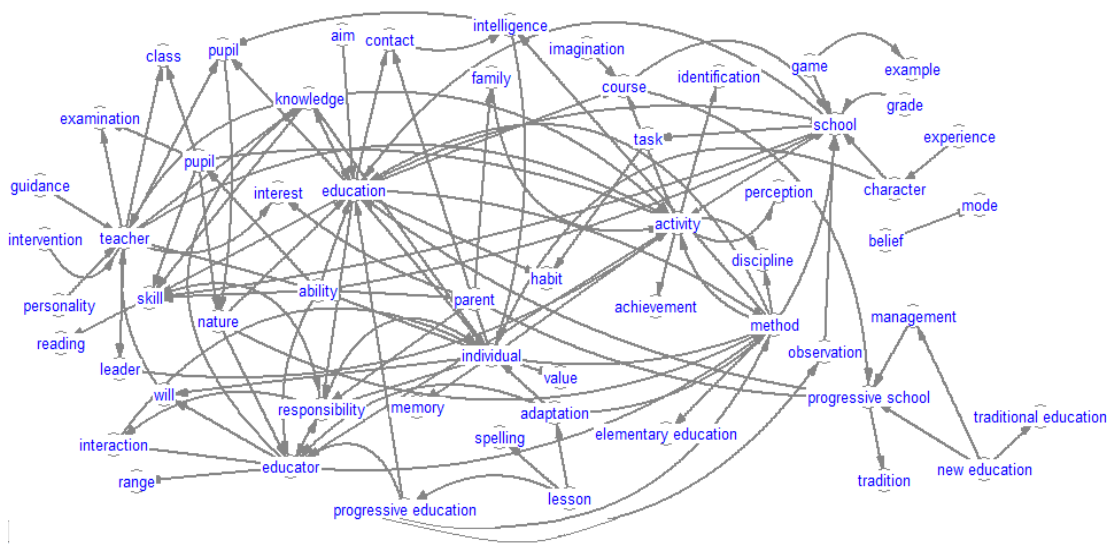 intelligence
aim
pupil
contact
class
imagination
game
example
family
identification
course
knowledge
grade
examination
school
task
experience
pupil
guidance
interest
education
perception
character
mode
teacher
intervention
activity
belief
discipline
habit
personality
skill
ability
parent
achievement
nature
method
management
reading
individual
observation
leader
value
will
progressive school
responsibility
memory
adaptation
traditional education
spelling
elementary education
interaction
educator
new education
range
tradition
lesson
progressive education